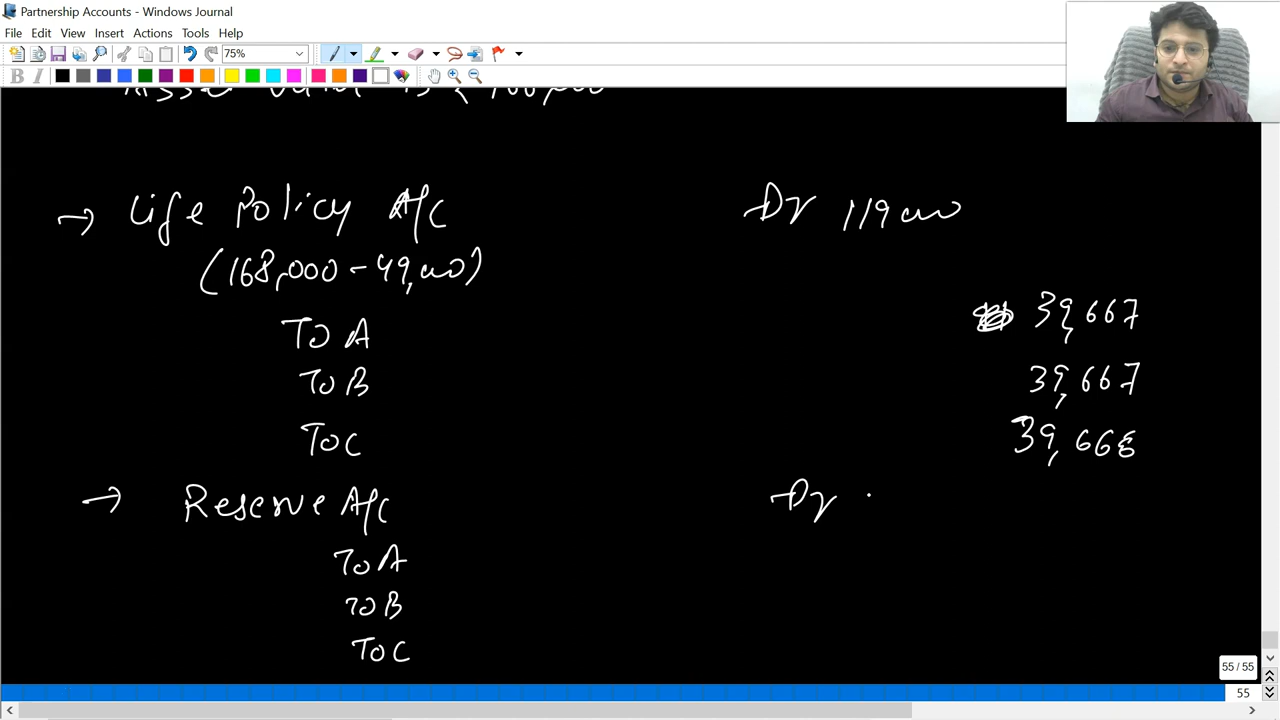 Partnership Accounts - Windows Journal
File Edit View Insert Actions Tools Help
75%
B I
→ Life Policy A/C Dr 119000
(168,000 - 49,000)
To A 39,667
To B 39,667
To C 39,666
→ Reserve A/C Dr
To A
To B
To C
55 / 55
55